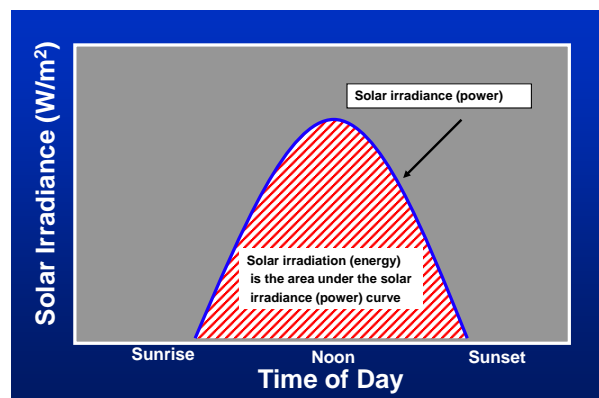 Solar Irradiance (W/m²)
Solar irradiance (power)
Solar irradiation (energy)
is the area under the solar
irradiance (power) curve
Sunrise
Noon
Sunset
Time of Day